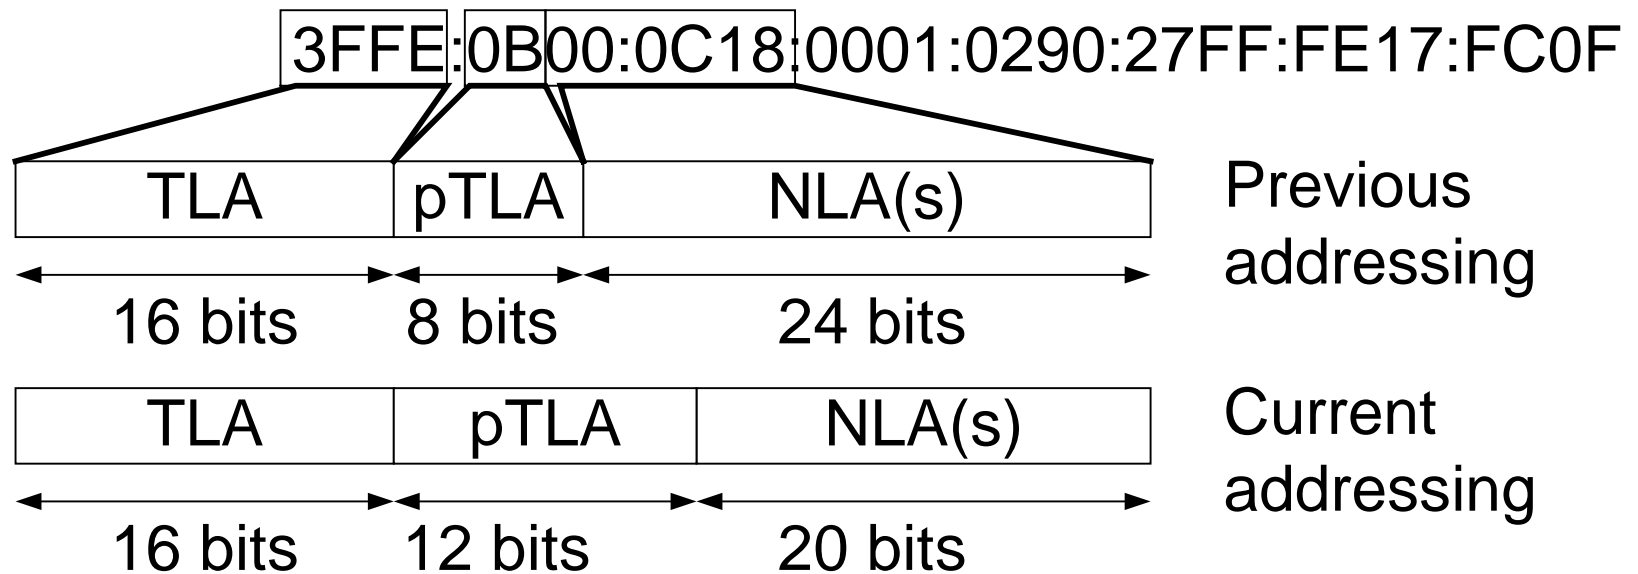 3FFE:0B00:0C18:0001:0290:27FF:FE17:FC0F
TLA pTLA NLA(s)
Previous
addressing
16 bits 8 bits 24 bits
TLA pTLA NLA(s)
Current
addressing
16 bits 12 bits 20 bits